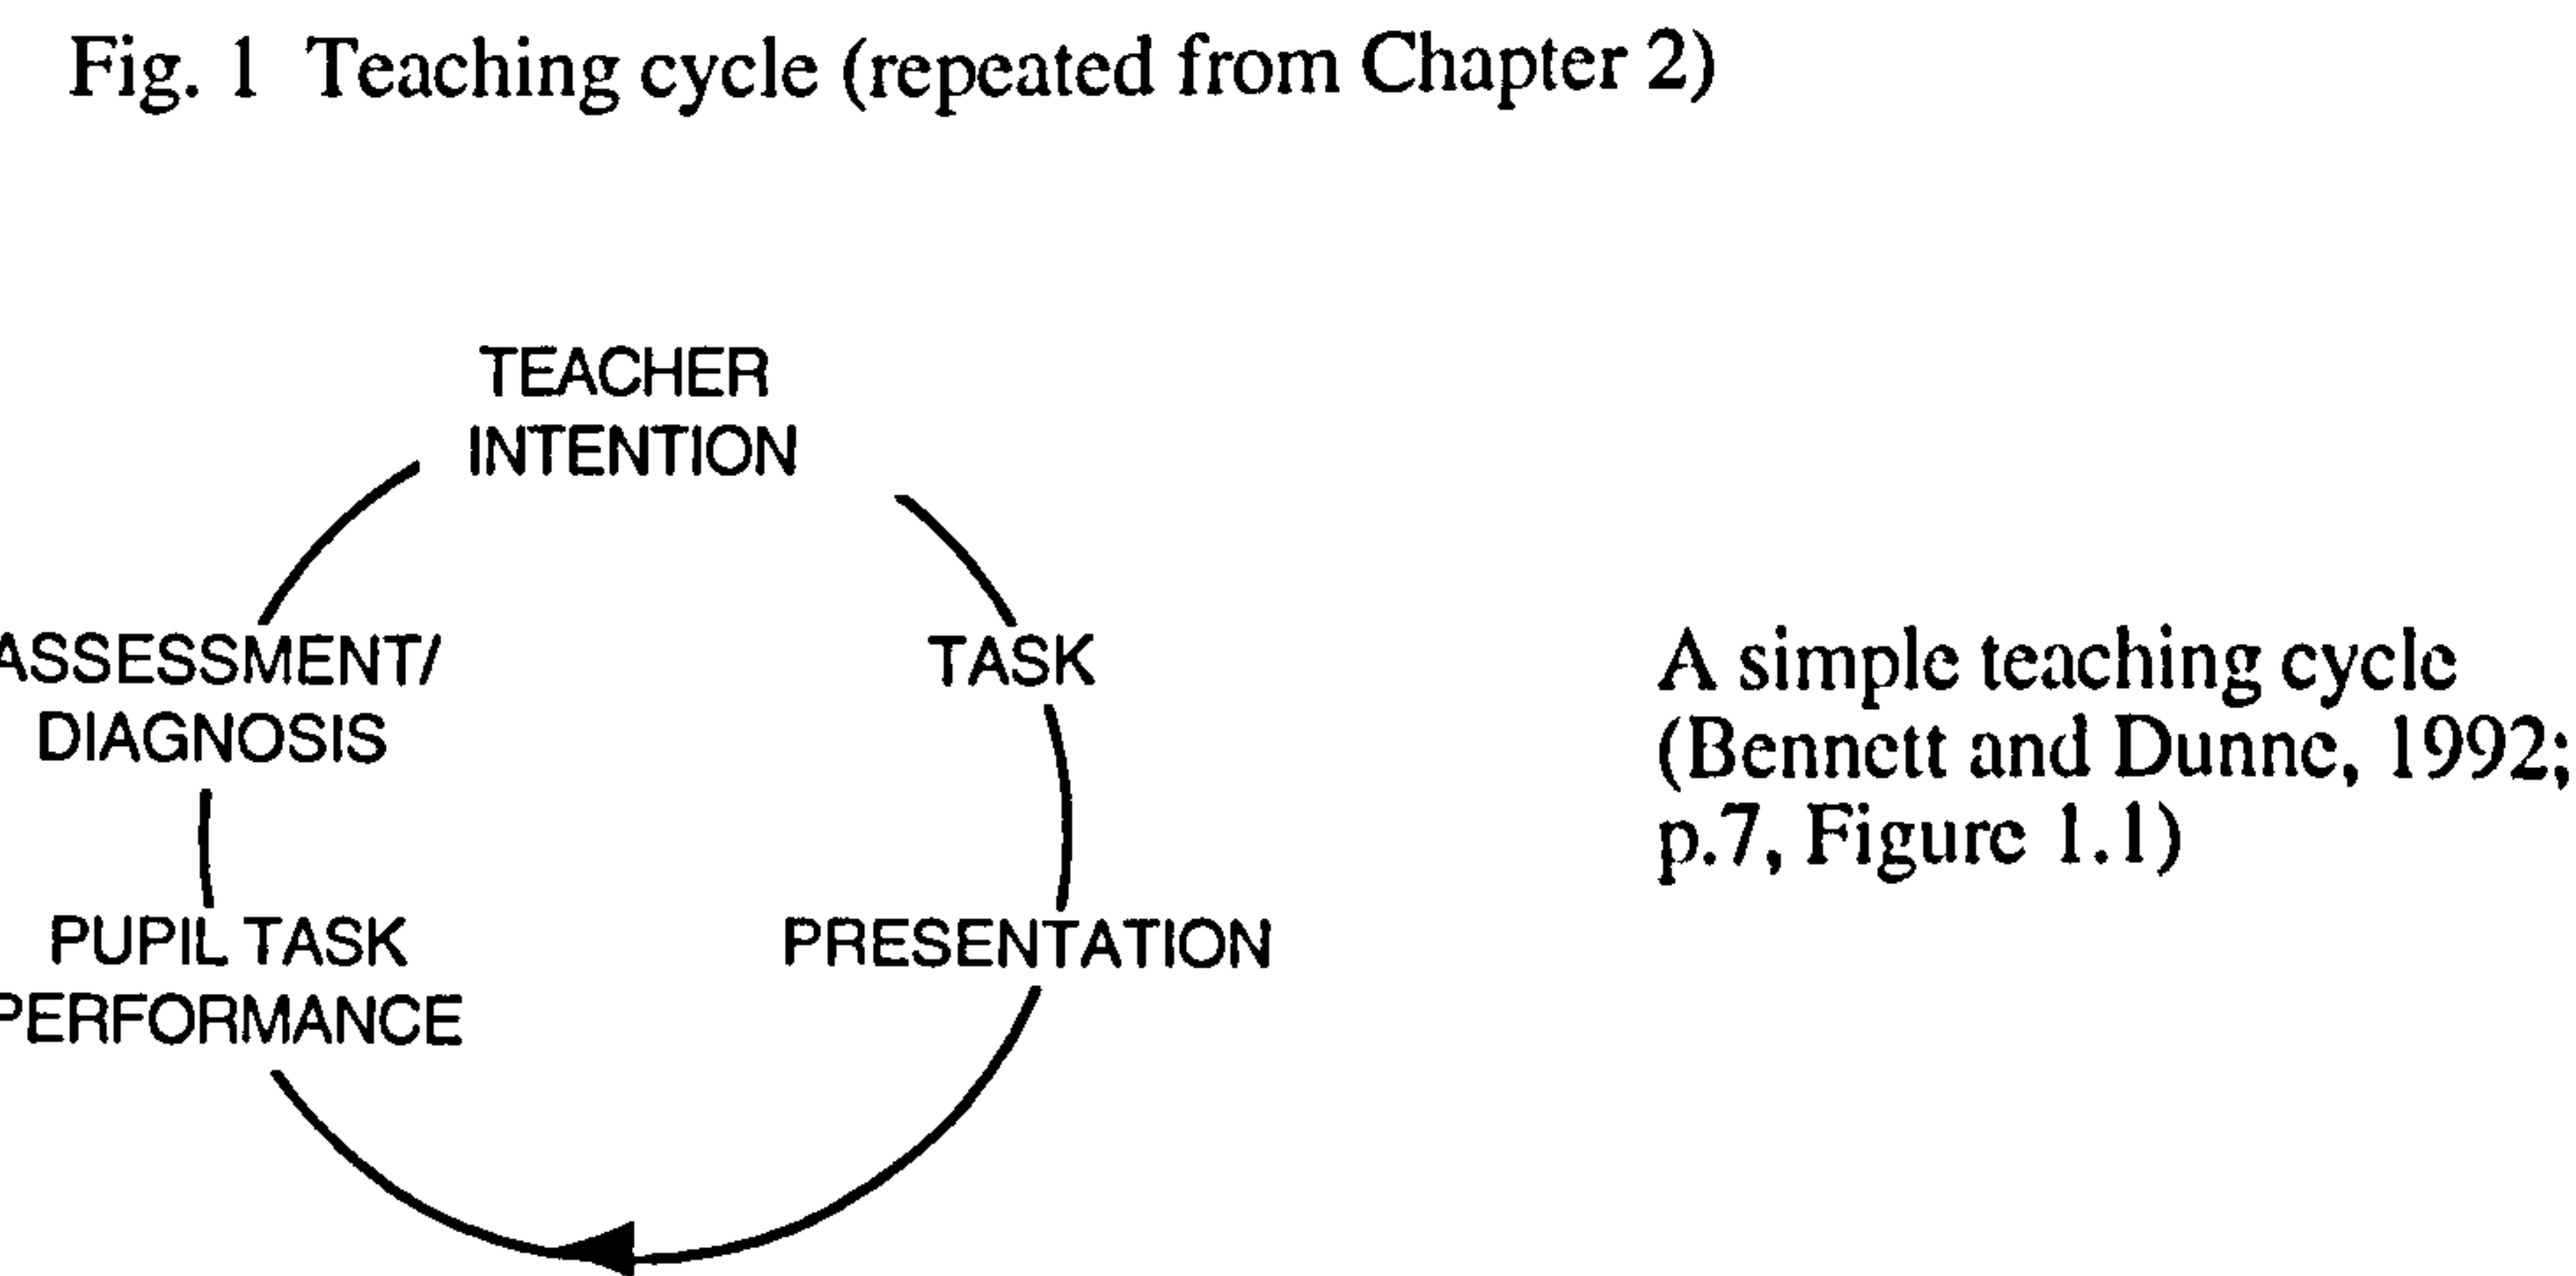 Fig. 1 Teaching cycle (repeated from Chapter 2)
TEACHER
INTENTION
ASSESSMENT/
DIAGNOSIS
TASK
A simple teaching cycle
(Bennett and Dunne, 1992;
p.7, Figure 1.1)
PUPIL TASK
PERFORMANCE
PRESENTATION